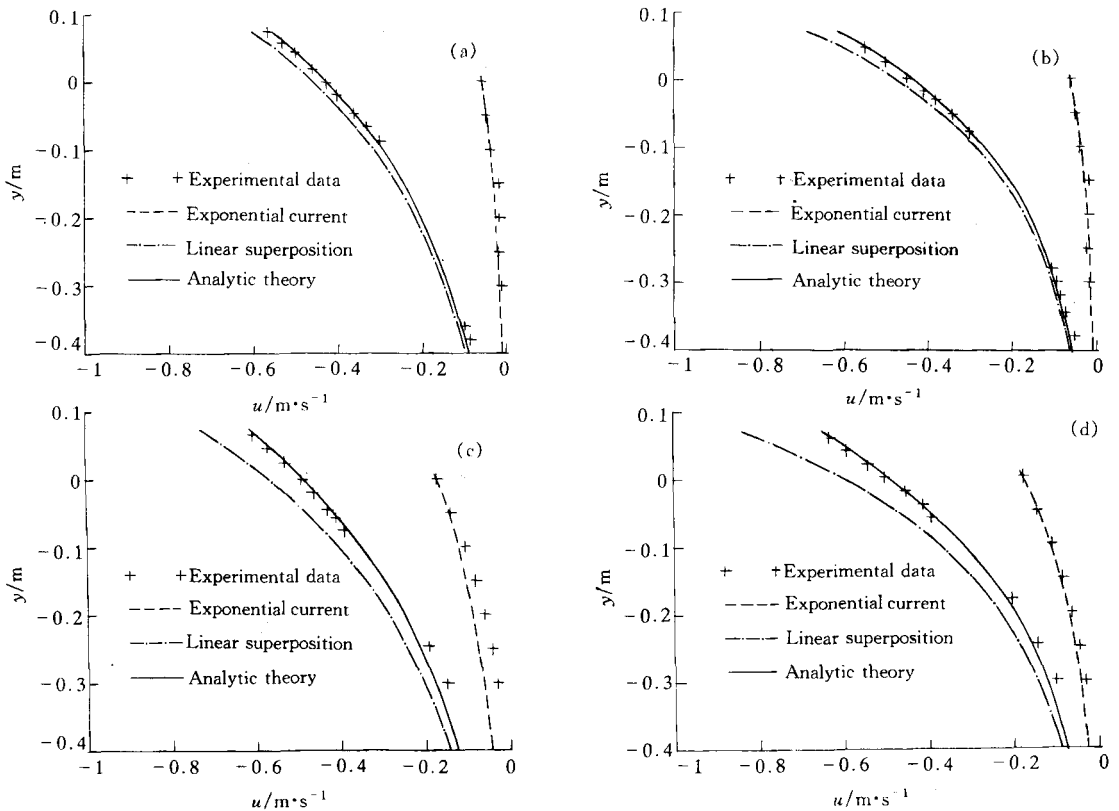 0.1
0
−0.1
−0.2
−0.3
−0.4
y/m
(a)
+ + Experimental data
Exponential current
Linear superposition
Analytic theory
−1 −0.8 −0.6 −0.4 −0.2 0
u/m·s⁻¹
0.1
0
−0.1
−0.2
−0.3
−0.4
y/m
(b)
+ + Experimental data
Exponential current
Linear superposition
Analytic theory
−1 −0.8 −0.6 −0.4 −0.2 0
u/m·s⁻¹
0.1
0
−0.1
−0.2
−0.3
−0.4
y/m
(c)
+ + Experimental data
Exponential current
Linear superposition
Analytic theory
−1 −0.8 −0.6 −0.4 −0.2 0
u/m·s⁻¹
0.1
0
−0.1
−0.2
−0.3
−0.4
y/m
(d)
+ + Experimental data
Exponential current
Linear superposition
Analytic theory
−1 −0.8 −0.6 −0.4 −0.2 0
u/m·s⁻¹